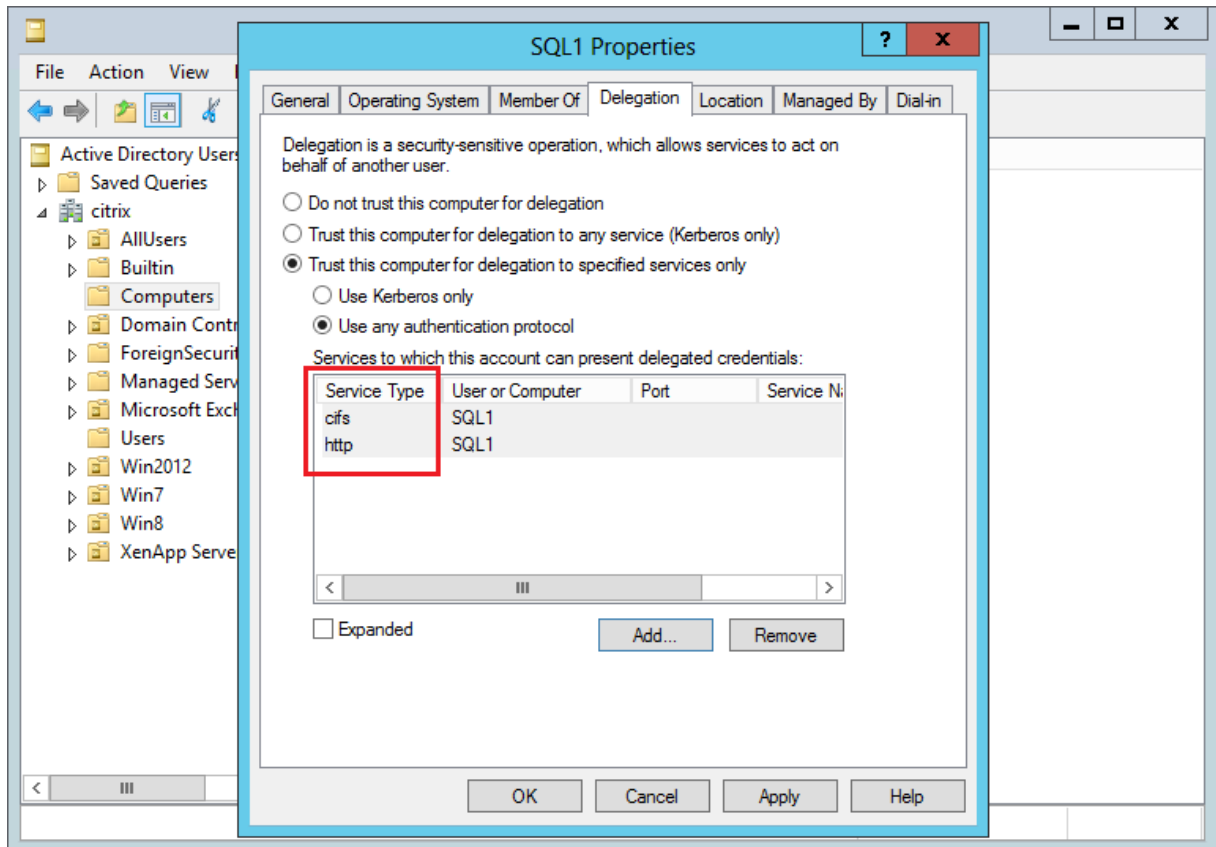 SQL1 Properties
?
x
x
File Action View
General Operating System Member Of Delegation Location Managed By Dial-in
Delegation is a security-sensitive operation, which allows services to act on
behalf of another user.
Do not trust this computer for delegation
Trust this computer for delegation to any service (Kerberos only)
Trust this computer for delegation to specified services only
Use Kerberos only
Use any authentication protocol
Services to which this account can present delegated credentials:
Service Type User or Computer Port Service Na
cifs SQL1
http SQL1
Expanded
Add...
Remove
OK Cancel Apply Help
Active Directory Users
Saved Queries
citrix
AllUsers
Builtin
Computers
Domain Contr
ForeignSecurit
Managed Serv
Microsoft Exch
Users
Win2012
Win7
Win8
XenApp Serve